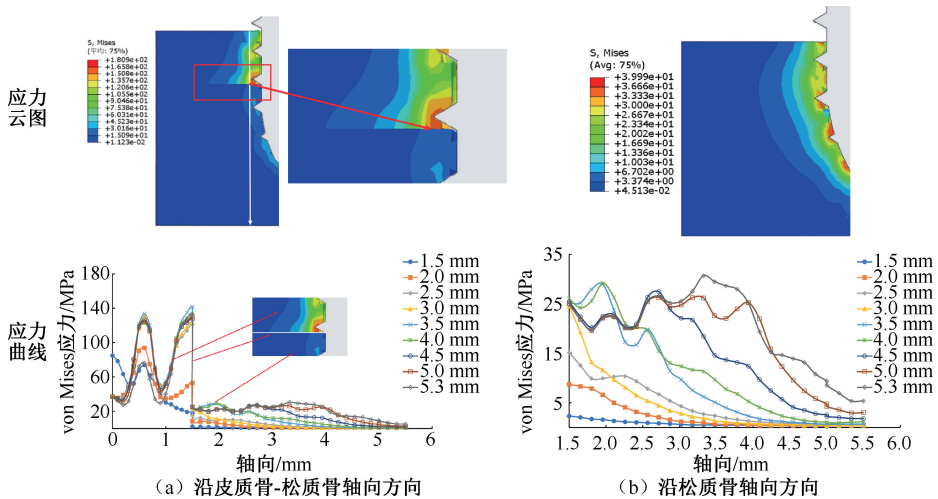 应力
云图
S, Mises
(平均: 75%)
+1.809e+02
+1.658e+02
+1.508e+02
+1.357e+02
+1.206e+02
+1.055e+02
+9.046e+01
+7.538e+01
+6.031e+01
+4.523e+01
+3.016e+01
+1.509e+01
+1.123e-02
S, Mises
(Avg: 75%)
+3.999e+01
+3.666e+01
+3.333e+01
+3.000e+01
+2.667e+01
+2.334e+01
+2.002e+01
+1.669e+01
+1.336e+01
+1.003e+01
+6.702e+00
+3.374e+00
+4.513e-02
应力
曲线
von Mises应力/MPa
180
140
100
60
20
0
1
2
3
4
5
6
轴向/mm
1.5 mm
2.0 mm
2.5 mm
3.0 mm
3.5 mm
4.0 mm
4.5 mm
5.0 mm
5.3 mm
(a) 沿皮质骨-松质骨轴向方向
von Mises应力/MPa
35
25
15
5
1.5
2.0
2.5
3.0
3.5
4.0
4.5
5.0
5.5
6.0
轴向/mm
1.5 mm
2.0 mm
2.5 mm
3.0 mm
3.5 mm
4.0 mm
4.5 mm
5.0 mm
5.3 mm
(b) 沿松质骨轴向方向